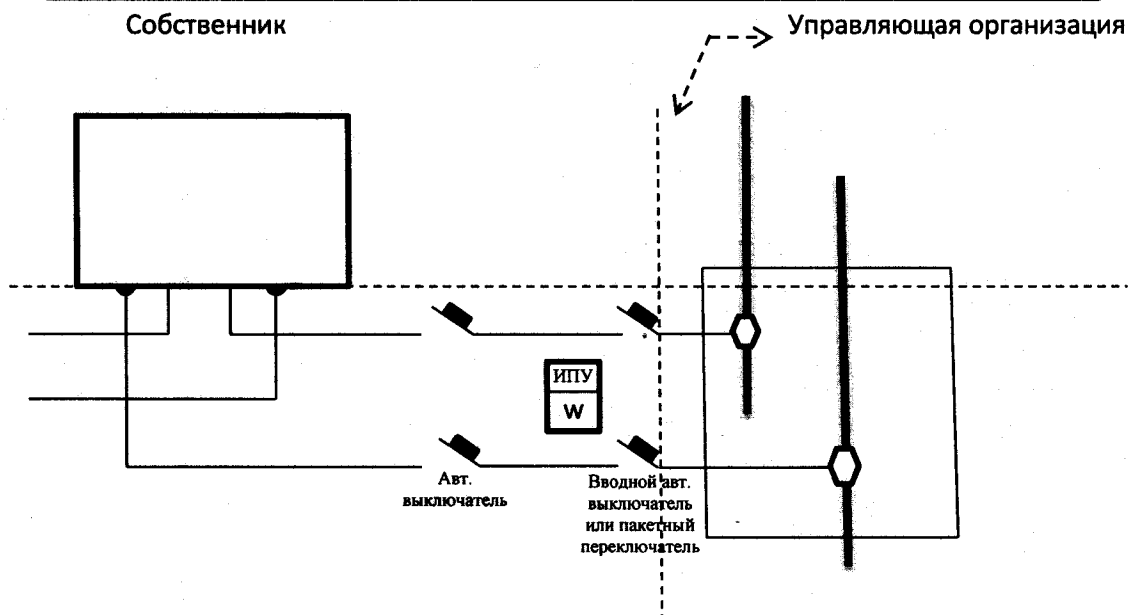 Собственник
Управляющая организация
ИПУ
W
Авт.
выключатель
Вводной авт.
выключатель
или пакетный
переключатель